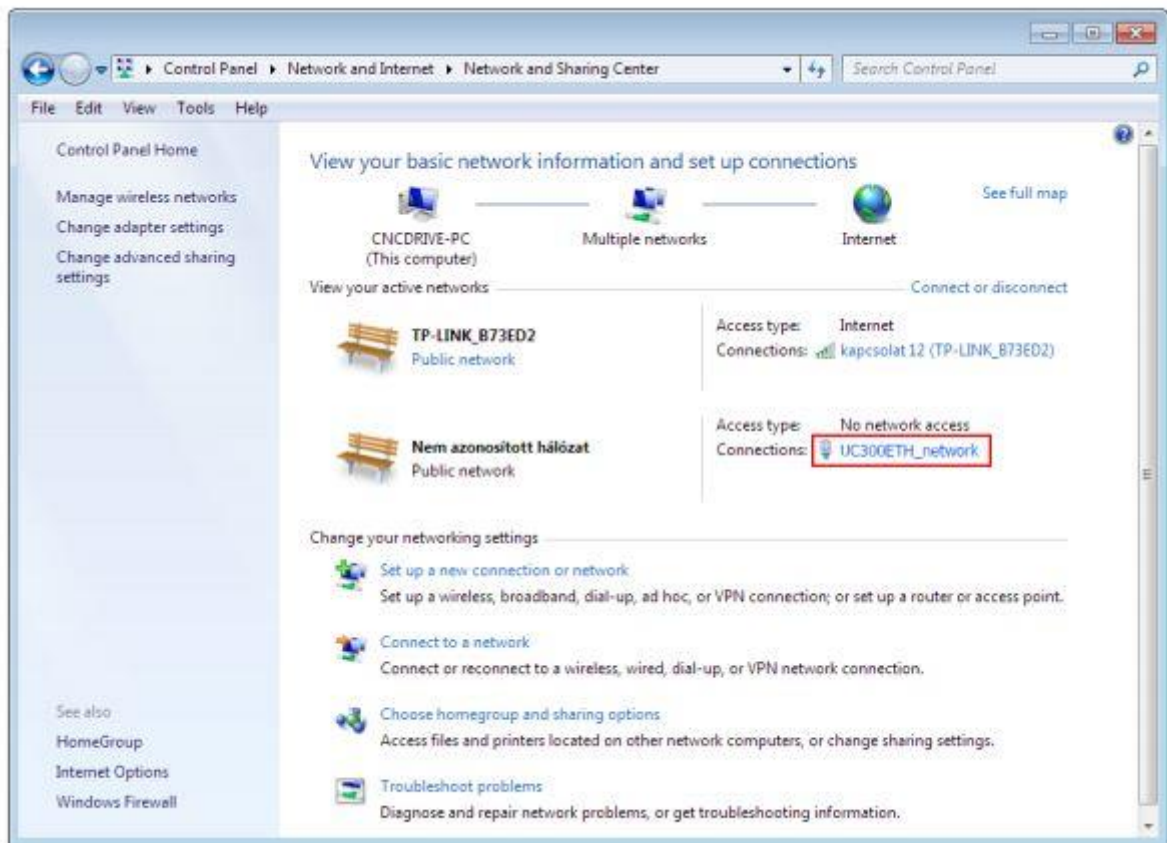 Control Panel ▸ Network and Internet ▸ Network and Sharing Center
Search Control Panel
File Edit View Tools Help
Control Panel Home
Manage wireless networks
Change adapter settings
Change advanced sharing
settings
See also
HomeGroup
Internet Options
Windows Firewall
View your basic network information and set up connections
See full map
CNCDRIVE-PC
(This computer)
Multiple networks
Internet
View your active networks
Connect or disconnect
TP-LINK_B73ED2
Public network
Access type: Internet
Connections: kapcsolat 12 (TP-LINK_B73ED2)
Nem azonosított hálózat
Public network
Access type: No network access
Connections: UC300ETH_network
Change your networking settings
Set up a new connection or network
Set up a wireless, broadband, dial-up, ad hoc, or VPN connection; or set up a router or access point.
Connect to a network
Connect or reconnect to a wireless, wired, dial-up, or VPN network connection.
Choose homegroup and sharing options
Access files and printers located on other network computers, or change sharing settings.
Troubleshoot problems
Diagnose and repair network problems, or get troubleshooting information.